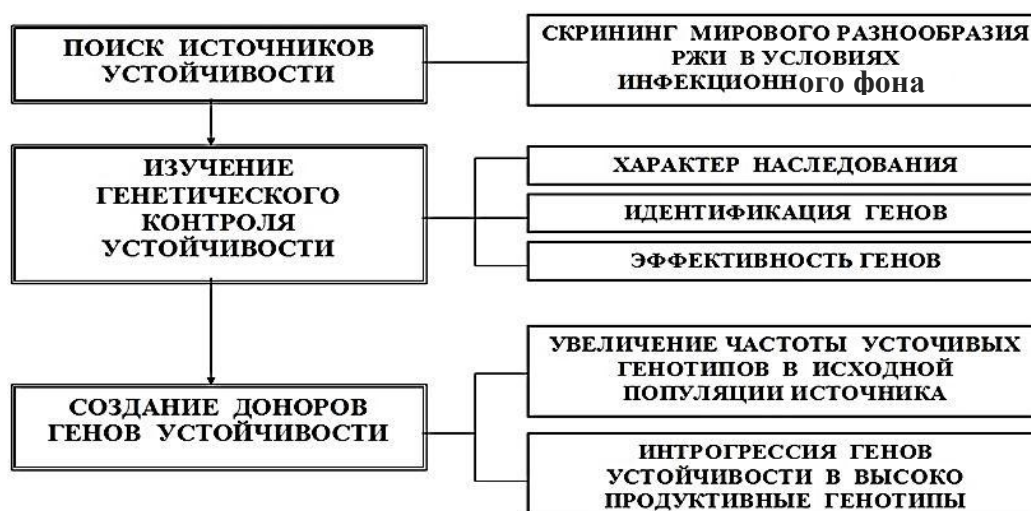 ПОИСК ИСТОЧНИКОВ
УСТОЙЧИВОСТИ
СКРИНИНГ МИРОВОГО РАЗНООБРАЗИЯ
РЖИ В УСЛОВИЯХ
ИНФЕКЦИОННого фона
ИЗУЧЕНИЕ
ГЕНЕТИЧЕСКОГО
КОНТРОЛЯ
УСТОЙЧИВОСТИ
ХАРАКТЕР НАСЛЕДОВАНИЯ
ИДЕНТИФИКАЦИЯ ГЕНОВ
ЭФФЕКТИВНОСТЬ ГЕНОВ
СОЗДАНИЕ ДОНОРОВ
ГЕНОВ УСТОЙЧИВОСТИ
УВЕЛИЧЕНИЕ ЧАСТОТЫ УСТОЧИВЫХ
ГЕНОТИПОВ В ИСХОДНОЙ
ПОПУЛЯЦИИ ИСТОЧНИКА
ИНТРОГРЕССИЯ ГЕНОВ
УСТОЙЧИВОСТИ В ВЫСОКО
ПРОДУКТИВНЫЕ ГЕНОТИПЫ